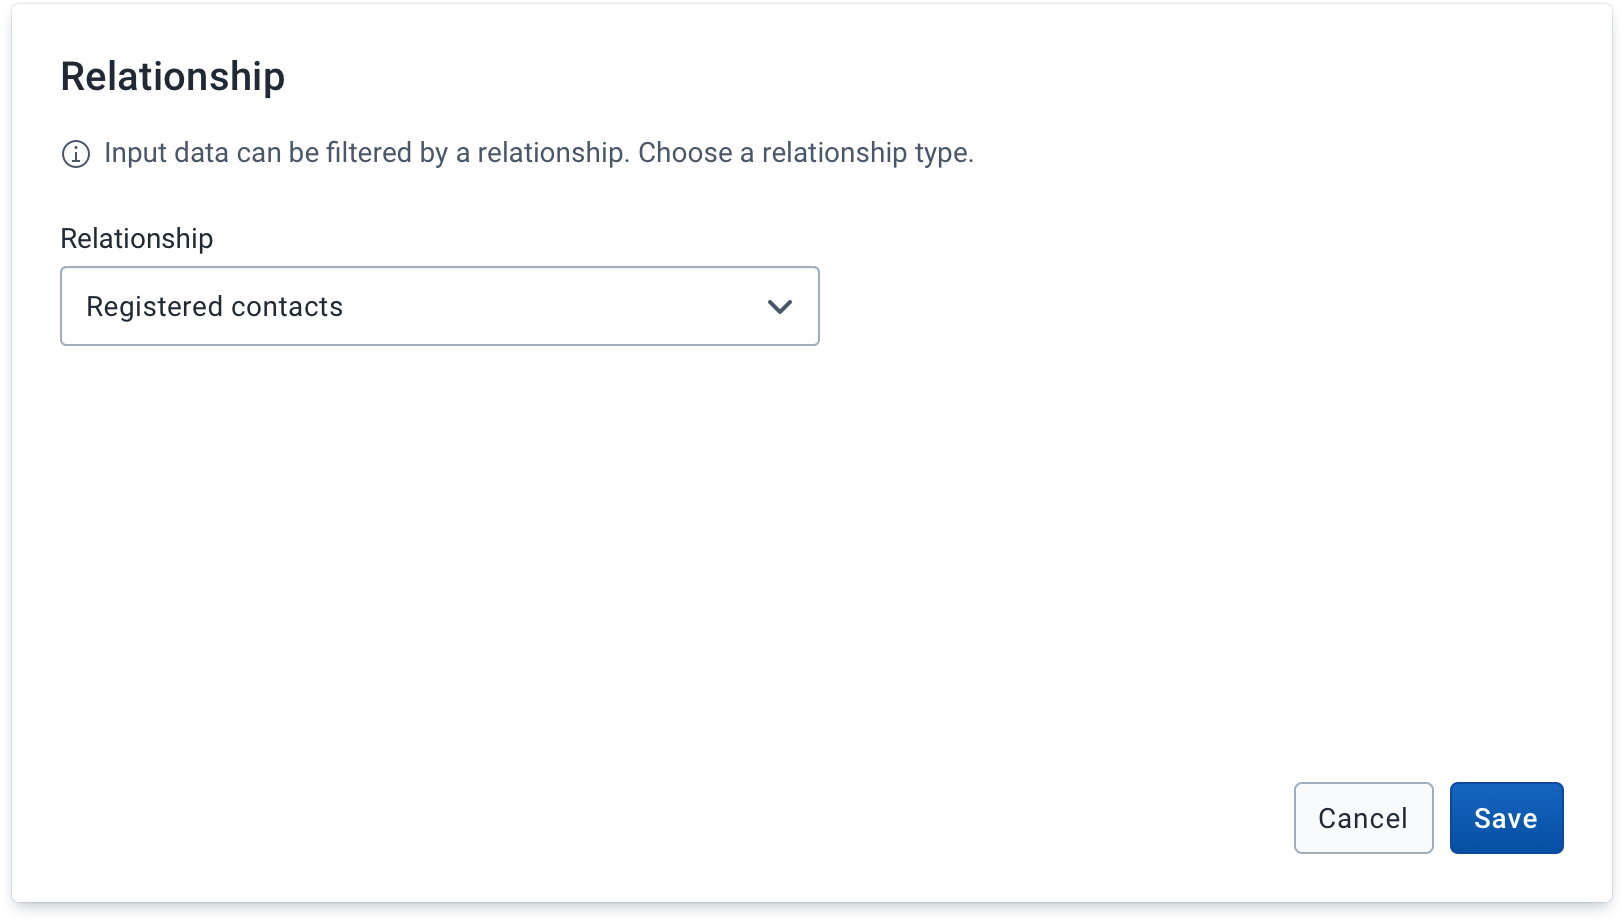 Relationship
Input data can be filtered by a relationship. Choose a relationship type.
Relationship
Registered contacts
Cancel
Save